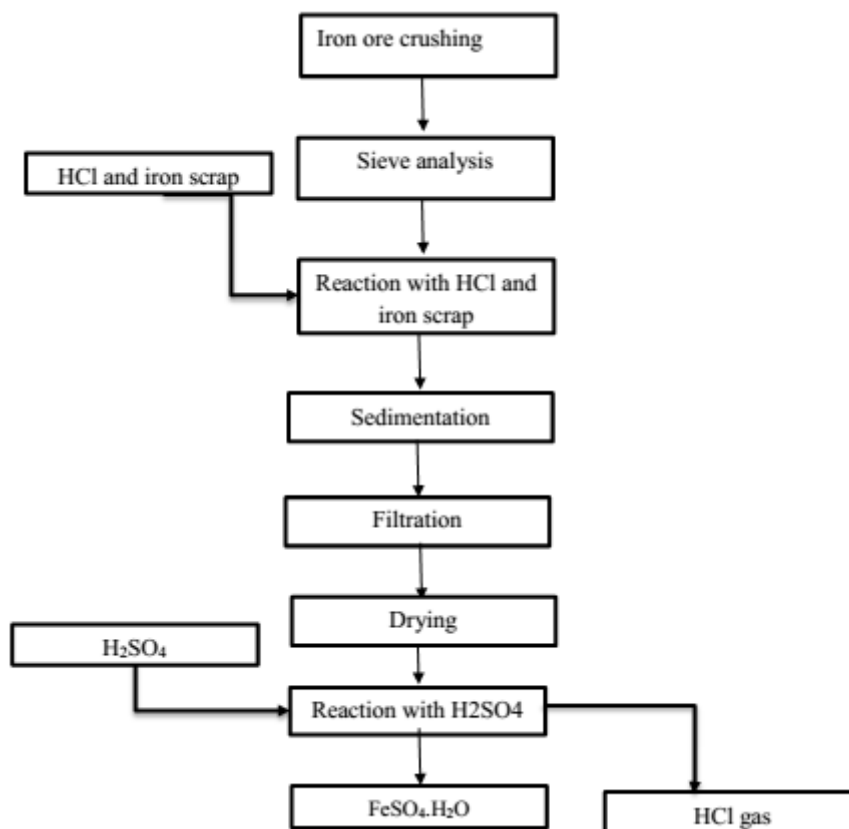 Iron ore crushing
Sieve analysis
HCl and iron scrap
Reaction with HCl and
iron scrap
Sedimentation
Filtration
Drying
H₂SO₄
Reaction with H2SO4
FeSO₄.H₂O
HCl gas